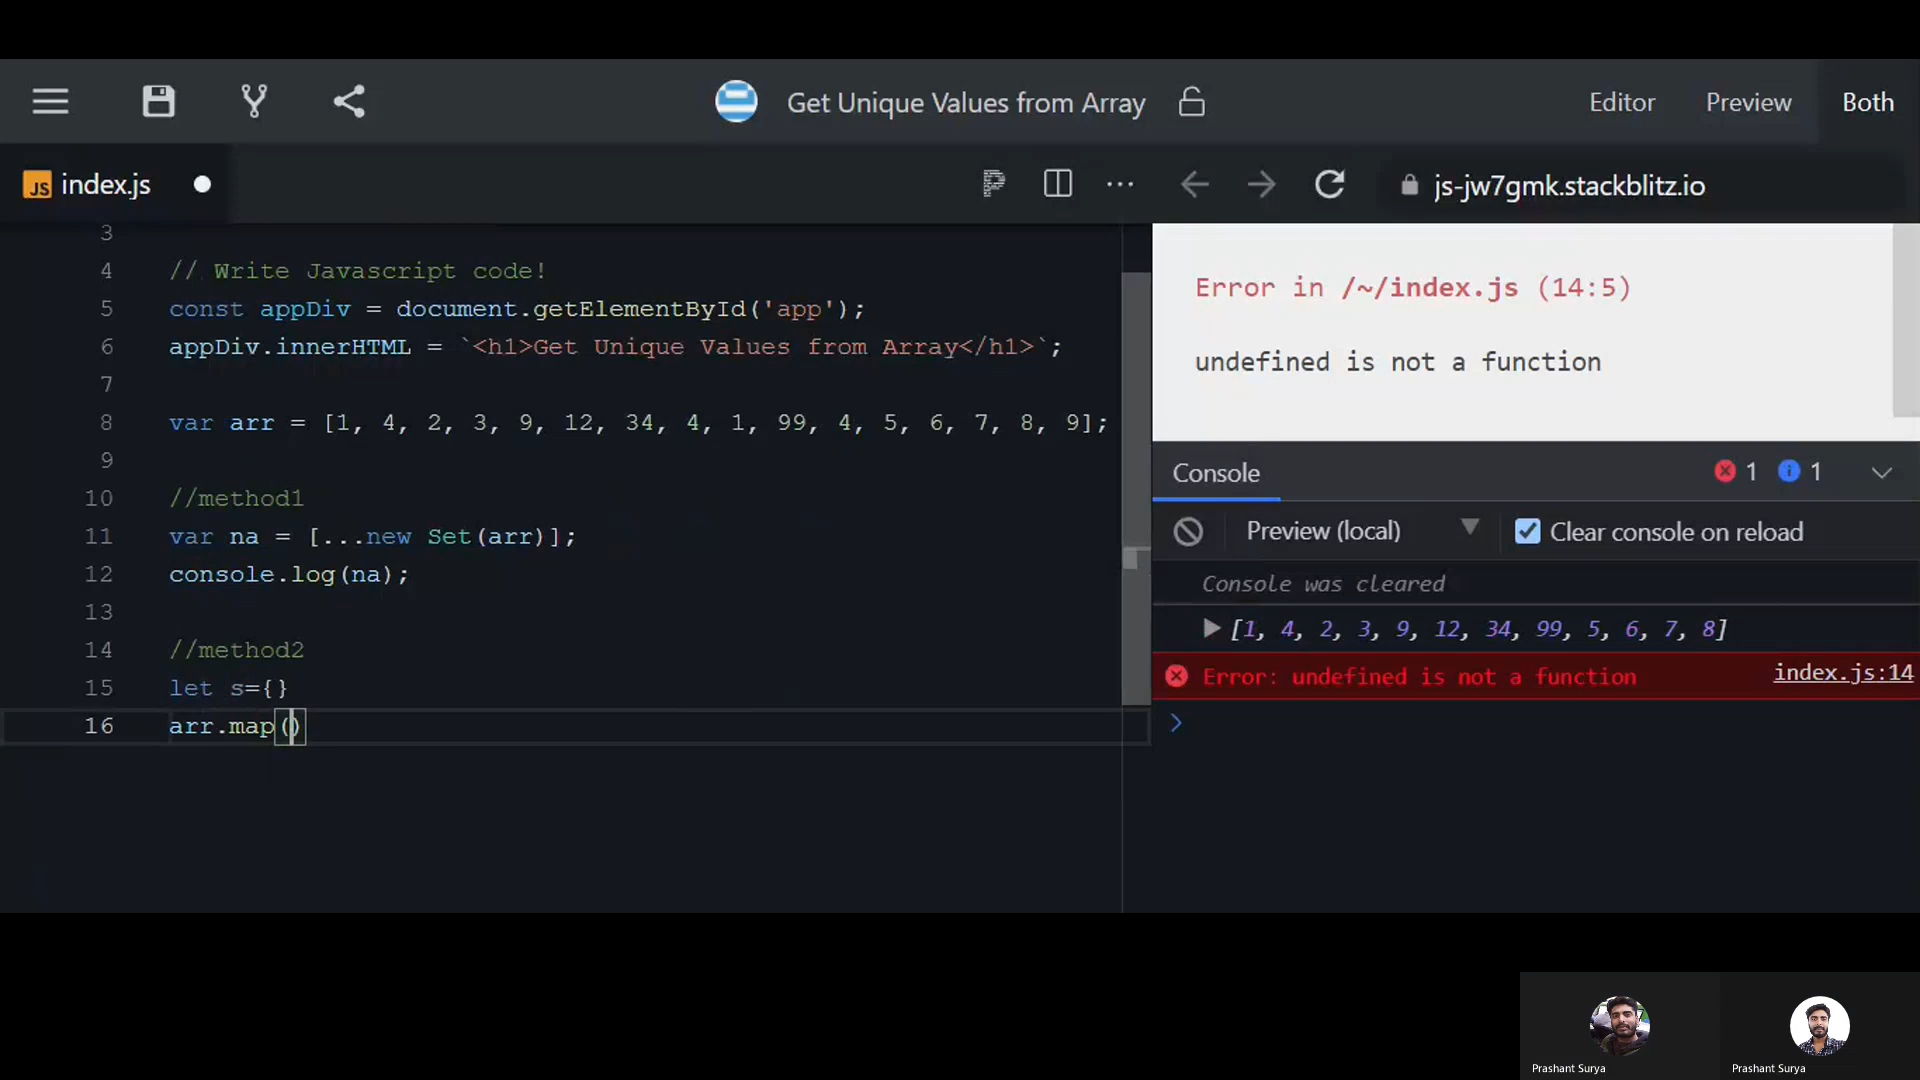 Get Unique Values from Array
Editor Preview Both
JS index.js
js-jw7gmk.stackblitz.io
3
4 // Write Javascript code!
5 const appDiv = document.getElementById('app');
6 appDiv.innerHTML = `<h1>Get Unique Values from Array</h1>`;
7
8 var arr = [1, 4, 2, 3, 9, 12, 34, 4, 1, 99, 4, 5, 6, 7, 8, 9];
9
10 //method1
11 var na = [...new Set(arr)];
12 console.log(na);
13
14 //method2
15 let s={}
16 arr.map()
Error in /~/index.js (14:5)
undefined is not a function
Console 1 1
Preview (local) Clear console on reload
Console was cleared
[1, 4, 2, 3, 9, 12, 34, 99, 5, 6, 7, 8]
Error: undefined is not a function index.js:14
Prashant Surya
Prashant Surya